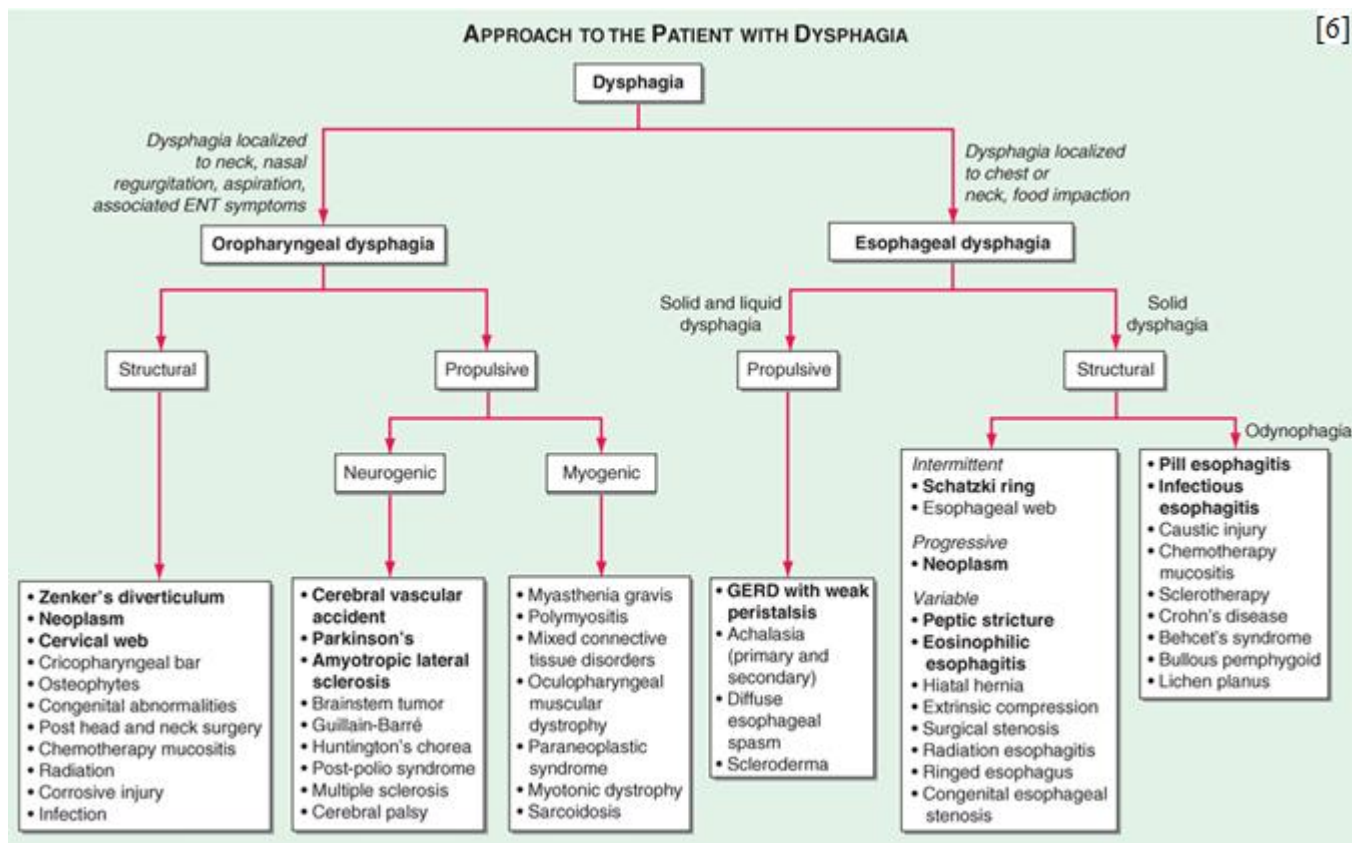 APPROACH TO THE PATIENT WITH DYSPHAGIA
[6]
Dysphagia
Dysphagia localized
to neck, nasal
regurgitation, aspiration,
associated ENT symptoms
Dysphagia localized
to chest or
neck, food impaction
Oropharyngeal dysphagia
Esophageal dysphagia
Solid and liquid
dysphagia
Solid
dysphagia
Structural
Propulsive
Propulsive
Structural
Neurogenic
Myogenic
Odynophagia
• Zenker's diverticulum
• Neoplasm
• Cervical web
• Cricopharyngeal bar
• Osteophytes
• Congenital abnormalities
• Post head and neck surgery
• Chemotherapy mucositis
• Radiation
• Corrosive injury
• Infection
• Cerebral vascular
accident
• Parkinson's
• Amyotropic lateral
sclerosis
• Brainstem tumor
• Guillain-Barré
• Huntington's chorea
• Post-polio syndrome
• Multiple sclerosis
• Cerebral palsy
• Myasthenia gravis
• Polymyositis
• Mixed connective
tissue disorders
• Oculopharyngeal
muscular
dystrophy
• Paraneoplastic
syndrome
• Myotonic dystrophy
• Sarcoidosis
• GERD with weak
peristalsis
• Achalasia
(primary and
secondary)
• Diffuse
esophageal
spasm
• Scleroderma
Intermittent
• Schatzki ring
• Esophageal web
Progressive
• Neoplasm
Variable
• Peptic stricture
• Eosinophilic
esophagitis
• Hiatal hernia
• Extrinsic compression
• Surgical stenosis
• Radiation esophagitis
• Ringed esophagus
• Congenital esophageal
stenosis
• Pill esophagitis
• Infectious
esophagitis
• Caustic injury
• Chemotherapy
mucositis
• Sclerotherapy
• Crohn's disease
• Behcet's syndrome
• Bullous pemphygoid
• Lichen planus